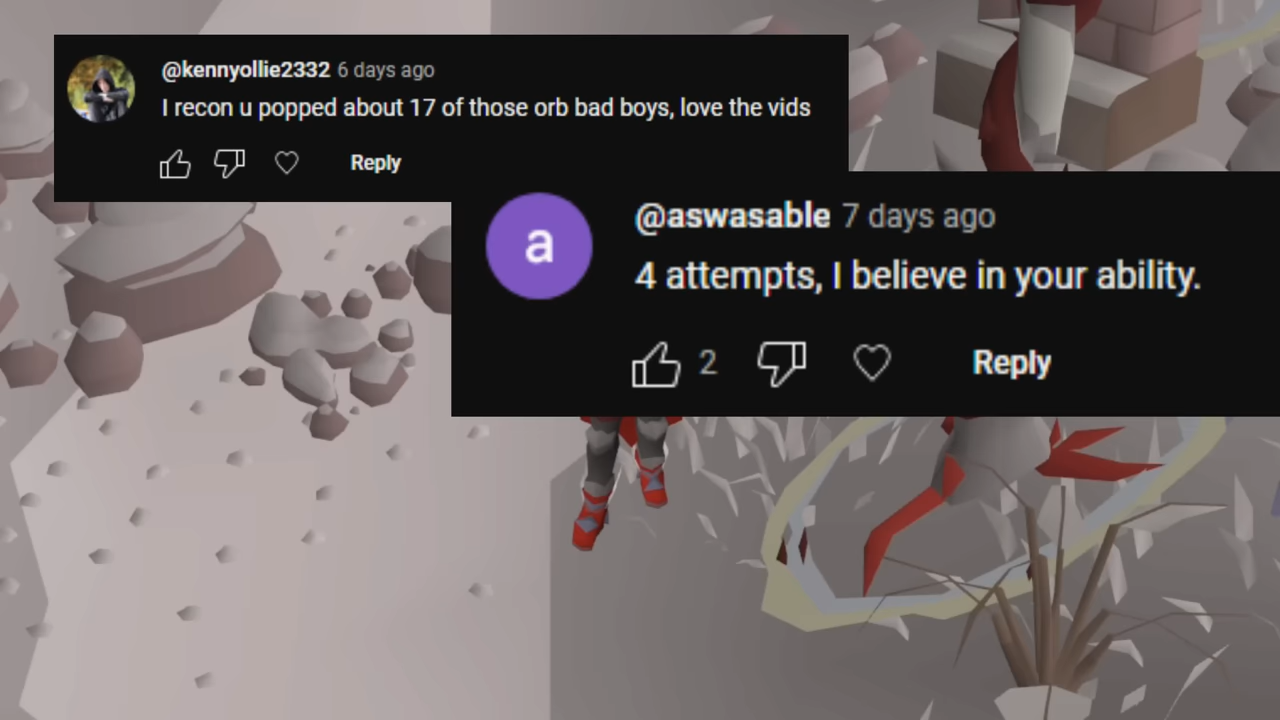 @kennyollie2332 6 days ago
I recon u popped about 17 of those orb bad boys, love the vids
Reply
a
@aswasable 7 days ago
4 attempts, I believe in your ability.
2
Reply